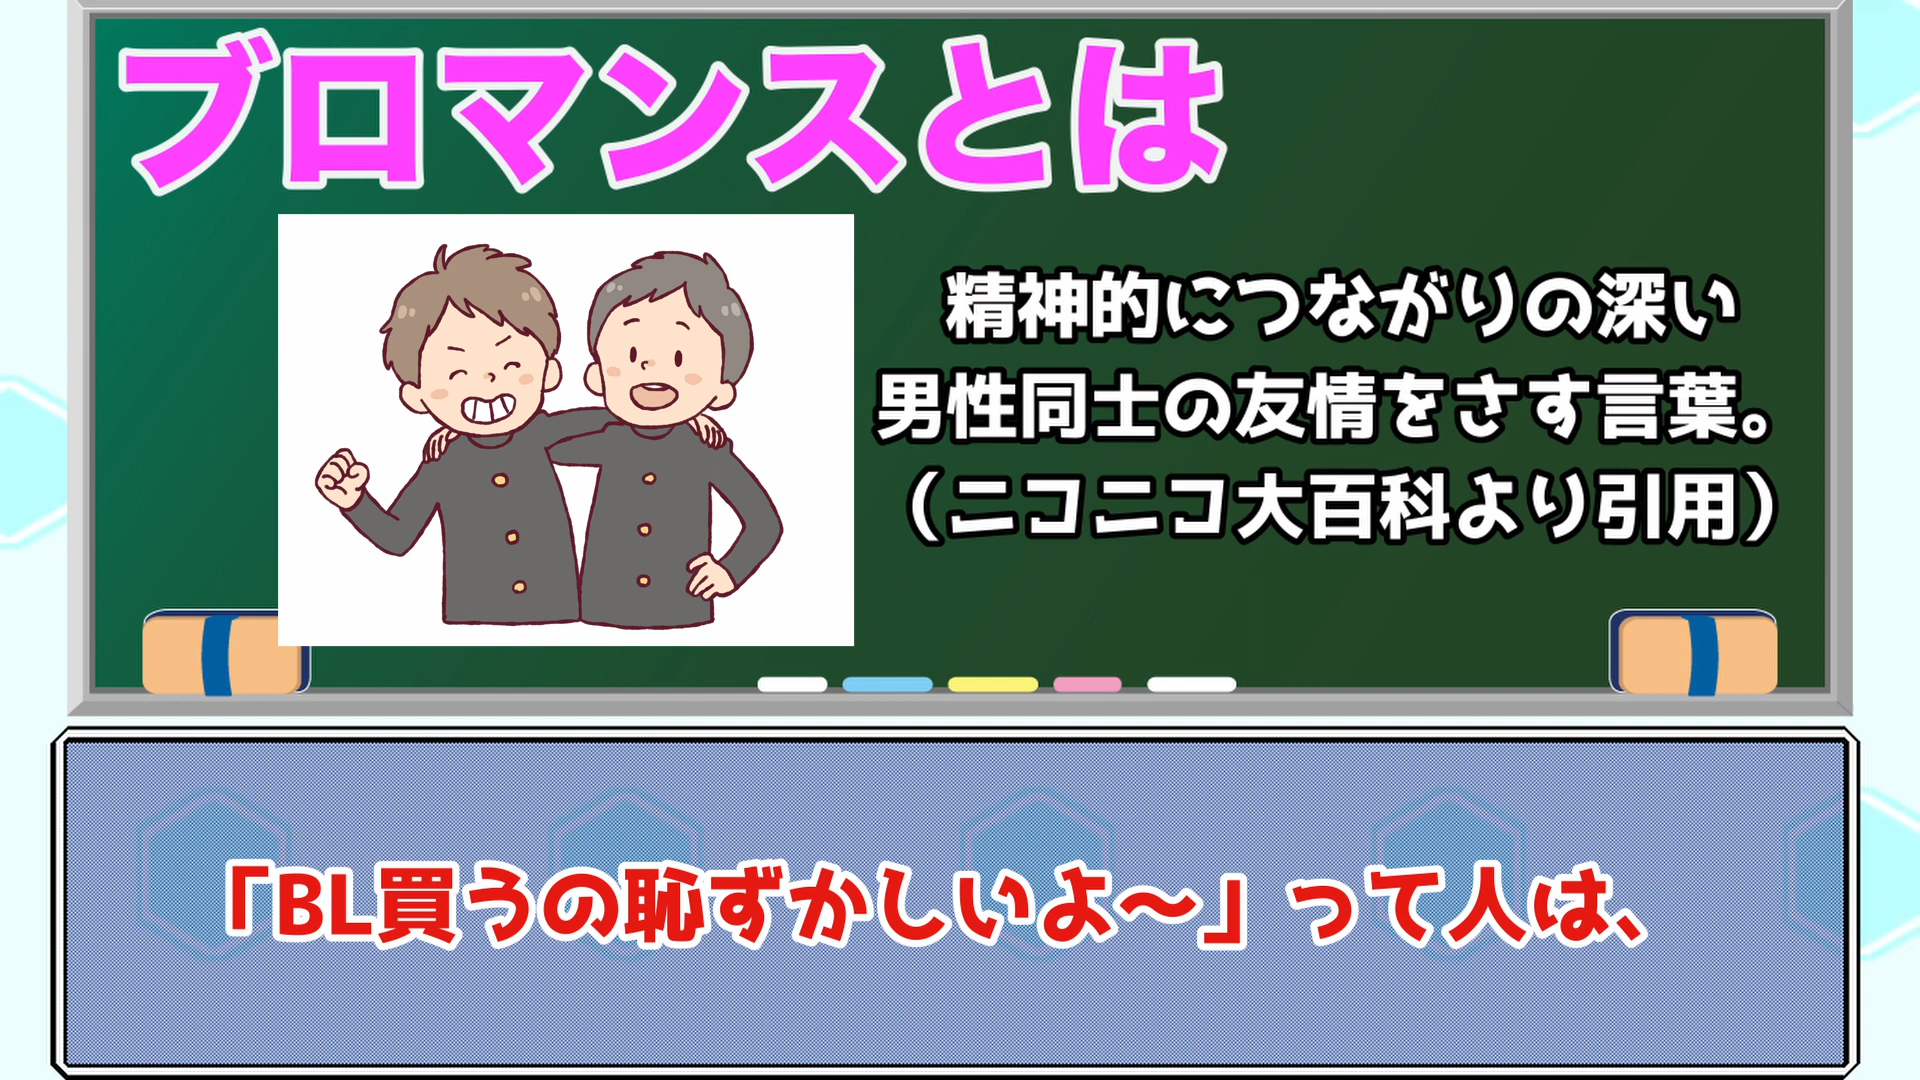 ブロマンスとは
精神的につながりの深い
男性同士の友情をさす言葉。
（ニコニコ大百科より引用）
「BL買うの恥ずかしいよ～」って人は、